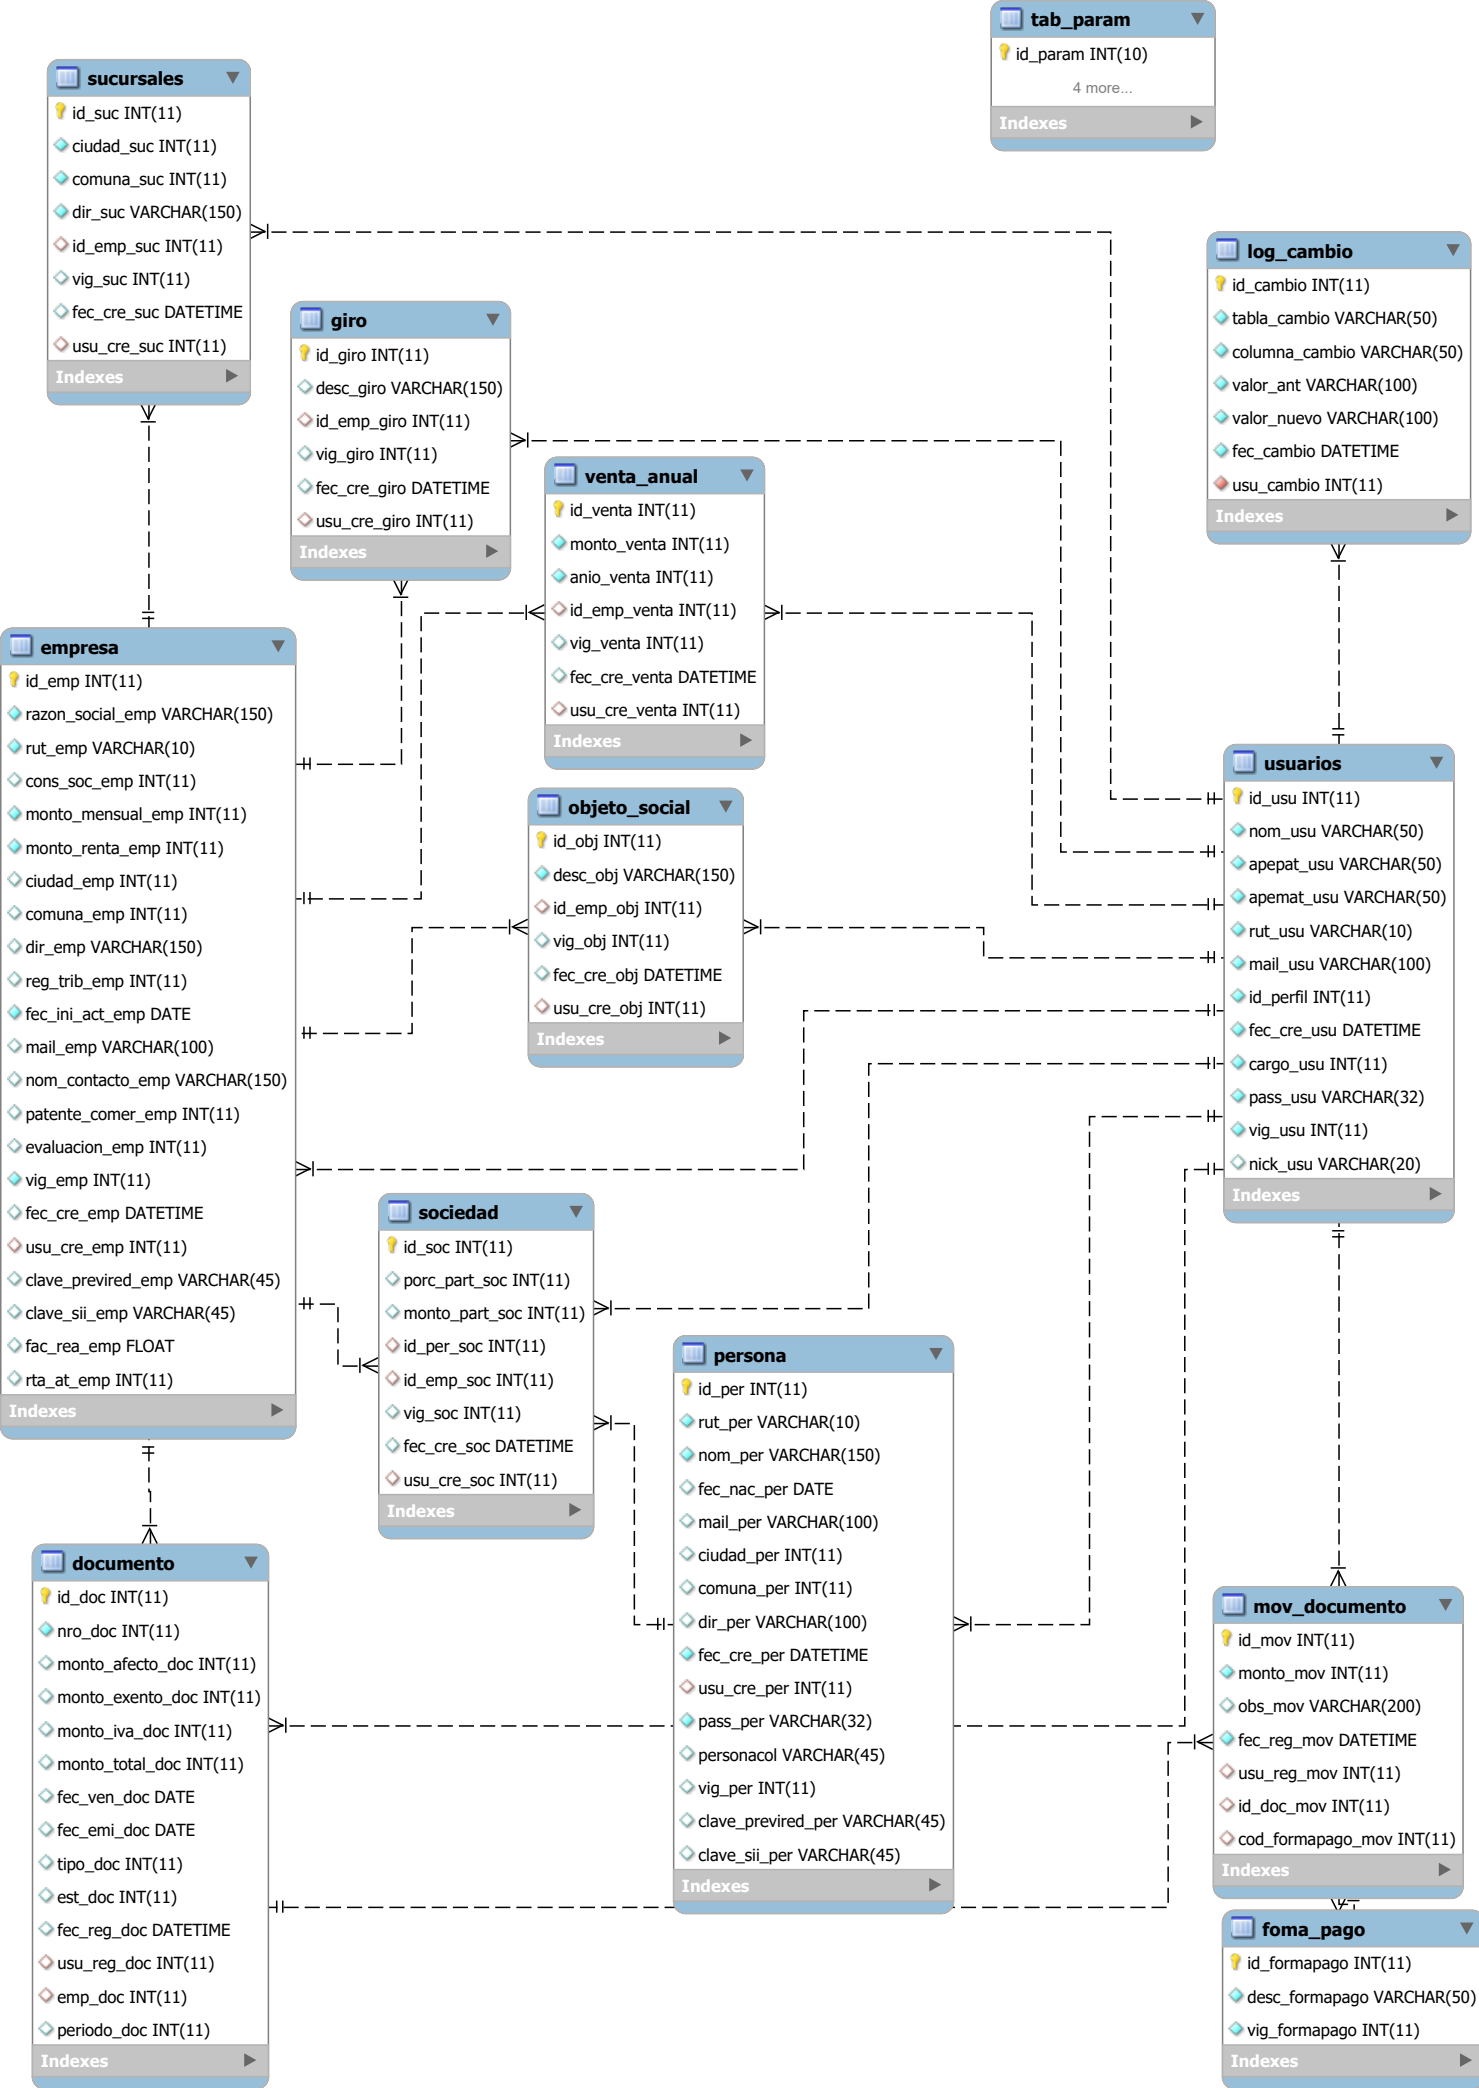 tab_param
id_param INT(10)
4 more...
Indexes
sucursales
id_suc INT(11)
ciudad_suc INT(11)
comuna_suc INT(11)
dir_suc VARCHAR(150)
id_emp_suc INT(11)
vig_suc INT(11)
fec_cre_suc DATETIME
usu_cre_suc INT(11)
Indexes
log_cambio
id_cambio INT(11)
tabla_cambio VARCHAR(50)
columna_cambio VARCHAR(50)
valor_ant VARCHAR(100)
valor_nuevo VARCHAR(100)
fec_cambio DATETIME
usu_cambio INT(11)
Indexes
giro
id_giro INT(11)
desc_giro VARCHAR(150)
id_emp_giro INT(11)
vig_giro INT(11)
fec_cre_giro DATETIME
usu_cre_giro INT(11)
Indexes
venta_anual
id_venta INT(11)
monto_venta INT(11)
anio_venta INT(11)
id_emp_venta INT(11)
vig_venta INT(11)
fec_cre_venta DATETIME
usu_cre_venta INT(11)
Indexes
empresa
id_emp INT(11)
razon_social_emp VARCHAR(150)
rut_emp VARCHAR(10)
cons_soc_emp INT(11)
monto_mensual_emp INT(11)
monto_renta_emp INT(11)
ciudad_emp INT(11)
comuna_emp INT(11)
dir_emp VARCHAR(150)
reg_trib_emp INT(11)
fec_ini_act_emp DATE
mail_emp VARCHAR(100)
nom_contacto_emp VARCHAR(150)
patente_comer_emp INT(11)
evaluacion_emp INT(11)
vig_emp INT(11)
fec_cre_emp DATETIME
usu_cre_emp INT(11)
clave_previred_emp VARCHAR(45)
clave_sii_emp VARCHAR(45)
fac_rea_emp FLOAT
rta_at_emp INT(11)
Indexes
objeto_social
id_obj INT(11)
desc_obj VARCHAR(150)
id_emp_obj INT(11)
vig_obj INT(11)
fec_cre_obj DATETIME
usu_cre_obj INT(11)
Indexes
usuarios
id_usu INT(11)
nom_usu VARCHAR(50)
apepat_usu VARCHAR(50)
apemat_usu VARCHAR(50)
rut_usu VARCHAR(10)
mail_usu VARCHAR(100)
id_perfil INT(11)
fec_cre_usu DATETIME
cargo_usu INT(11)
pass_usu VARCHAR(32)
vig_usu INT(11)
nick_usu VARCHAR(20)
Indexes
sociedad
id_soc INT(11)
porc_part_soc INT(11)
monto_part_soc INT(11)
id_per_soc INT(11)
id_emp_soc INT(11)
vig_soc INT(11)
fec_cre_soc DATETIME
usu_cre_soc INT(11)
Indexes
persona
id_per INT(11)
rut_per VARCHAR(10)
nom_per VARCHAR(150)
fec_nac_per DATE
mail_per VARCHAR(100)
ciudad_per INT(11)
comuna_per INT(11)
dir_per VARCHAR(100)
fec_cre_per DATETIME
usu_cre_per INT(11)
pass_per VARCHAR(32)
personacol VARCHAR(45)
vig_per INT(11)
clave_previred_per VARCHAR(45)
clave_sii_per VARCHAR(45)
Indexes
documento
id_doc INT(11)
nro_doc INT(11)
monto_afecto_doc INT(11)
monto_exento_doc INT(11)
monto_iva_doc INT(11)
monto_total_doc INT(11)
fec_ven_doc DATE
fec_emi_doc DATE
tipo_doc INT(11)
est_doc INT(11)
fec_reg_doc DATETIME
usu_reg_doc INT(11)
emp_doc INT(11)
periodo_doc INT(11)
Indexes
mov_documento
id_mov INT(11)
monto_mov INT(11)
obs_mov VARCHAR(200)
fec_reg_mov DATETIME
usu_reg_mov INT(11)
id_doc_mov INT(11)
cod_formapago_mov INT(11)
Indexes
foma_pago
id_formapago INT(11)
desc_formapago VARCHAR(50)
vig_formapago INT(11)
Indexes